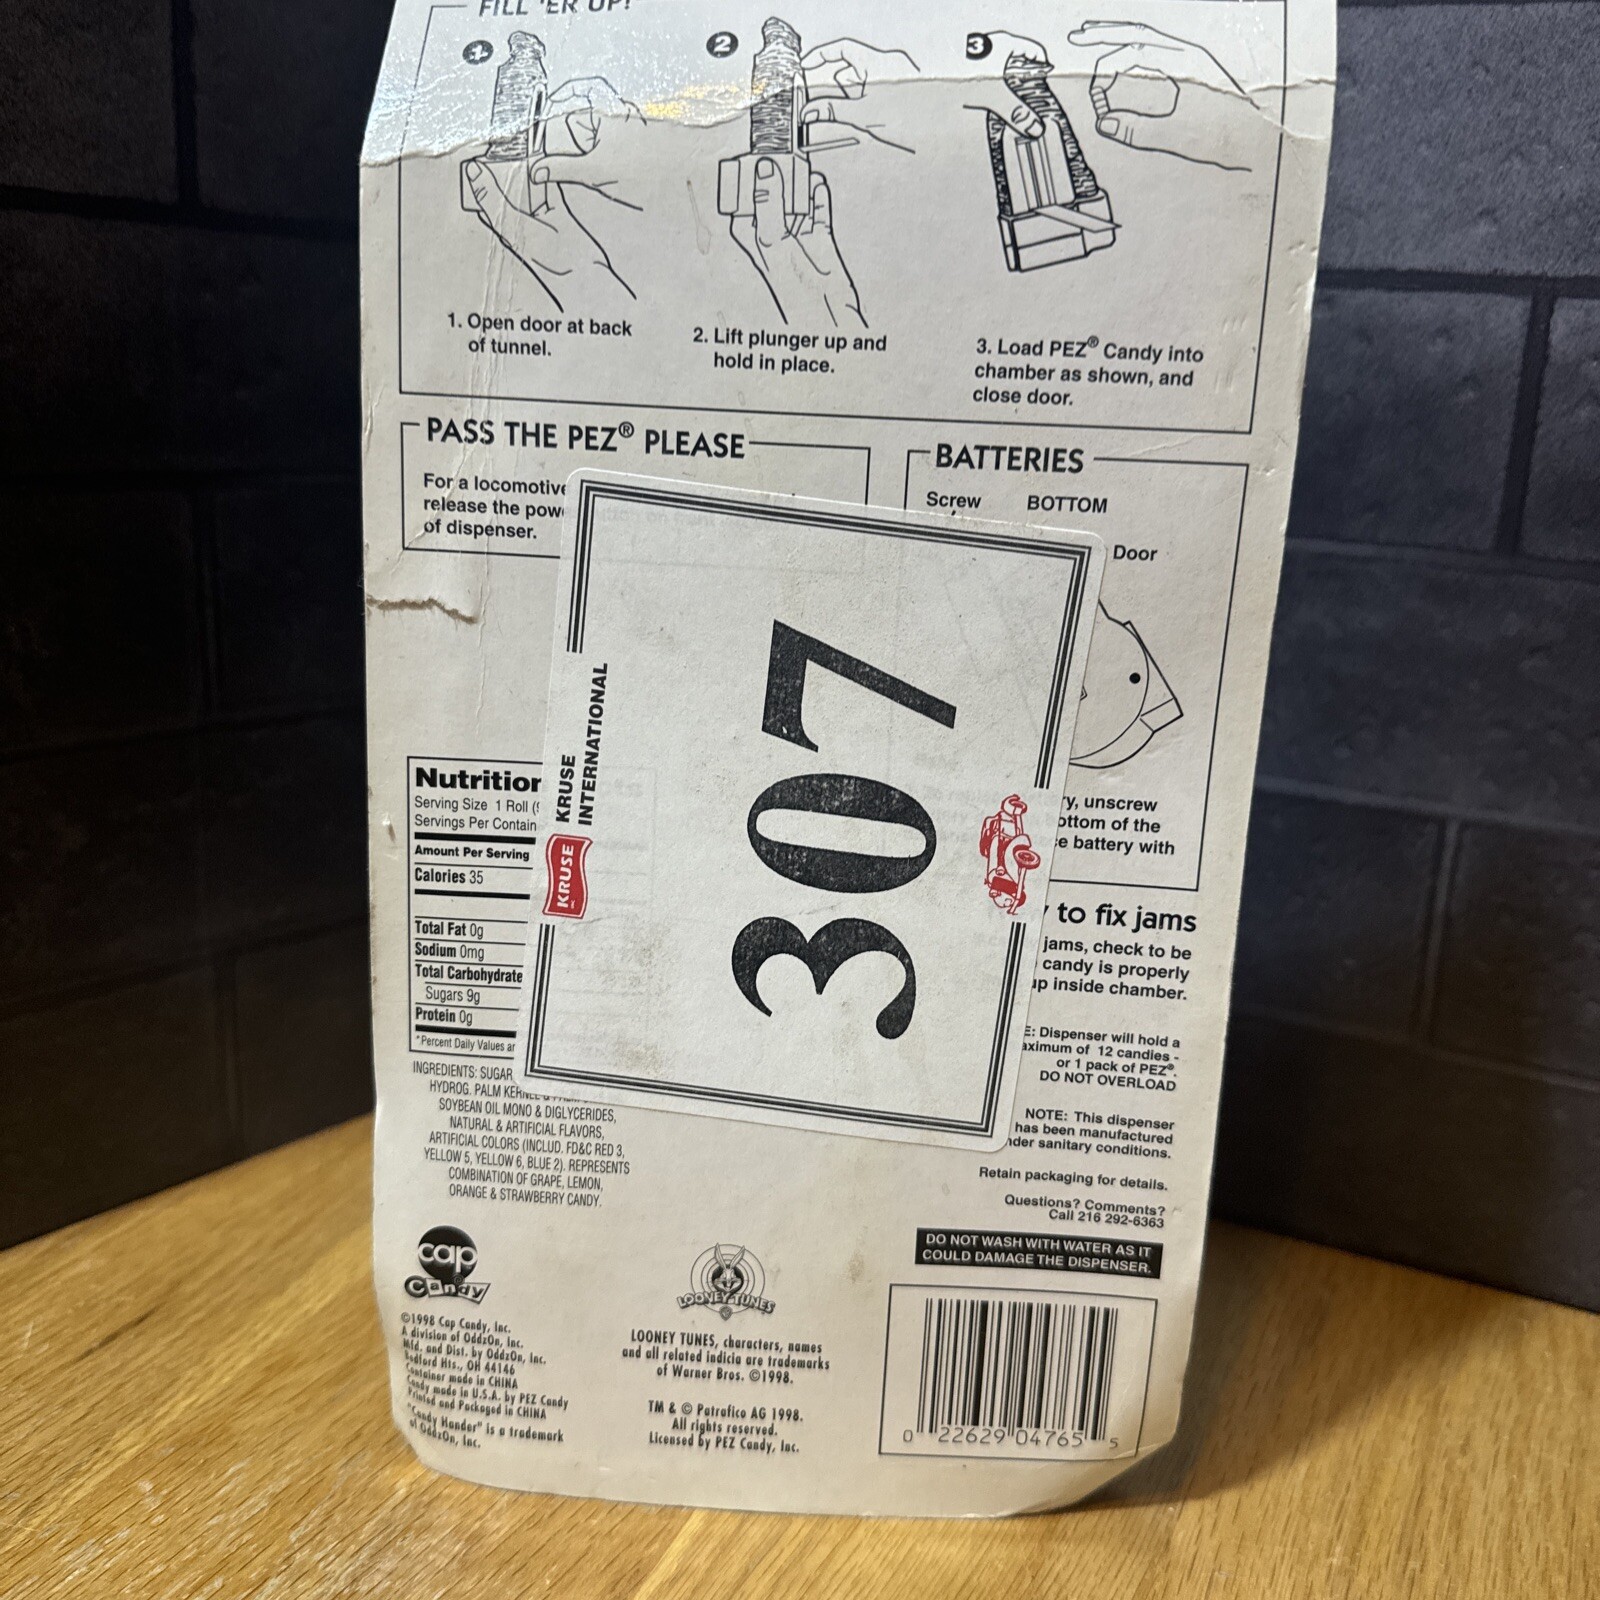 FILL 'ER UP!
1
2
3
1. Open door at back
of tunnel.
2. Lift plunger up and
hold in place.
3. Load PEZ® Candy into
chamber as shown, and
close door.
PASS THE PEZ® PLEASE
For a locomotive
release the pow
of dispenser.
BATTERIES
Screw BOTTOM
Door
ry, unscrew
ottom of the
e battery with
KRUSE
INTERNATIONAL
KRUSE
307
to fix jams
jams, check to be
candy is properly
up inside chamber.
E: Dispenser will hold a
aximum of 12 candies -
or 1 pack of PEZ®.
DO NOT OVERLOAD
NOTE: This dispenser
has been manufactured
nder sanitary conditions.
Retain packaging for details.
Questions? Comments?
Call 216 292-6363
DO NOT WASH WITH WATER AS IT
COULD DAMAGE THE DISPENSER.
Nutrition
Serving Size 1 Roll
Servings Per Contain
Amount Per Serving
Calories 35
Total Fat 0g
Sodium 0mg
Total Carbohydrate
Sugars 9g
Protein 0g
*Percent Daily Values ar
INGREDIENTS: SUGAR
HYDROG. PALM KERNEL &
SOYBEAN OIL MONO & DIGLYCERIDES,
NATURAL & ARTIFICIAL FLAVORS,
ARTIFICIAL COLORS (INCLUD. FD&C RED 3,
YELLOW 5, YELLOW 6, BLUE 2). REPRESENTS
COMBINATION OF GRAPE, LEMON,
ORANGE & STRAWBERRY CANDY.
cap
Candy
©1998 Cap Candy, Inc.
A division of OddzOn, Inc.
Mfd. and Dist. by OddzOn, Inc.
Bedford Hts., OH 44146
Container made in CHINA
Candy made in U.S.A. by PEZ Candy
Printed and Packaged in CHINA
"Candy Hander" is a trademark
of OddzOn, Inc.
LOONEY TUNES
LOONEY TUNES, characters, names
and all related indicia are trademarks
of Warner Bros. ©1998.
TM & © Patrafico AG 1998.
All rights reserved.
Licensed by PEZ Candy, Inc.
0 22629 04765 5